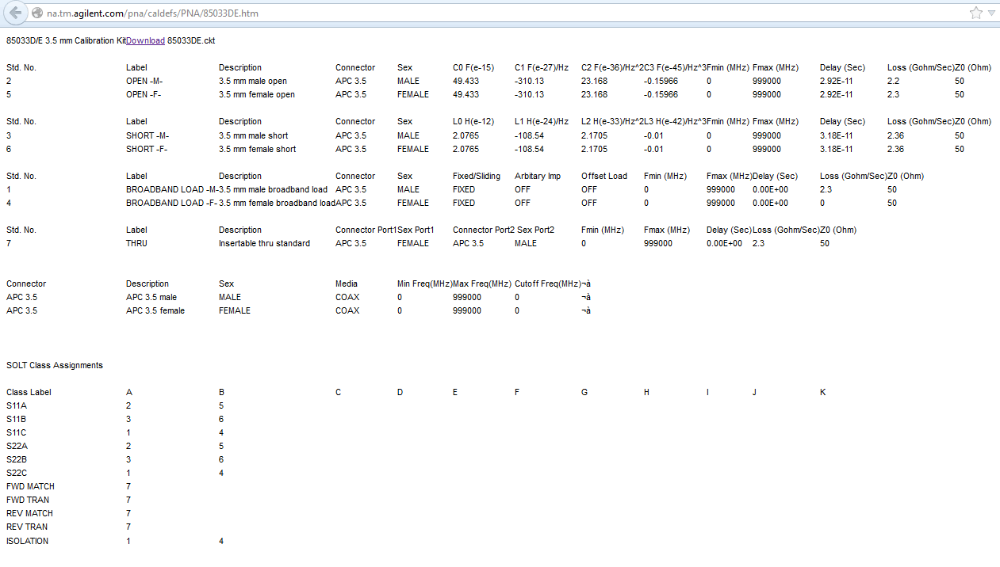 na.tm.agilent.com/pna/caldefs/PNA/85033DE.htm
85033D/E 3.5 mm Calibration KitDownload 85033DE.ckt
Std. No. Label Description Connector Sex C0 F(e-15) C1 F(e-27)/Hz C2 F(e-36)/Hz^2C3 F(e-45)/Hz^3Fmin (MHz) Fmax (MHz) Delay (Sec) Loss (Gohm/Sec)Z0 (Ohm)
2 OPEN -M- 3.5 mm male open APC 3.5 MALE 49.433 -310.13 23.168 -0.15966 0 999000 2.92E-11 2.2 50
5 OPEN -F- 3.5 mm female open APC 3.5 FEMALE 49.433 -310.13 23.168 -0.15966 0 999000 2.92E-11 2.3 50
Std. No. Label Description Connector Sex L0 H(e-12) L1 H(e-24)/Hz L2 H(e-33)/Hz^2L3 H(e-42)/Hz^3Fmin (MHz) Fmax (MHz) Delay (Sec) Loss (Gohm/Sec)Z0 (Ohm)
3 SHORT -M- 3.5 mm male short APC 3.5 MALE 2.0765 -108.54 2.1705 -0.01 0 999000 3.18E-11 2.36 50
6 SHORT -F- 3.5 mm female short APC 3.5 FEMALE 2.0765 -108.54 2.1705 -0.01 0 999000 3.18E-11 2.36 50
Std. No. Label Description Connector Sex Fixed/Sliding Arbitary Imp Offset Load Fmin (MHz) Fmax (MHz)Delay (Sec) Loss (Gohm/Sec)Z0 (Ohm)
1 BROADBAND LOAD -M-3.5 mm male broadband load APC 3.5 MALE FIXED OFF OFF 0 999000 0.00E+00 2.3 50
4 BROADBAND LOAD -F-3.5 mm female broadband loadAPC 3.5 FEMALE FIXED OFF OFF 0 999000 0.00E+00 0 50
Std. No. Label Description Connector Port1Sex Port1 Connector Port2 Sex Port2 Fmin (MHz) Fmax (MHz) Delay (Sec)Loss (Gohm/Sec)Z0 (Ohm)
7 THRU Insertable thru standard APC 3.5 FEMALE APC 3.5 MALE 0 999000 0.00E+00 2.3 50
Connector Description Sex Media Min Freq(MHz)Max Freq(MHz) Cutoff Freq(MHz)¬à
APC 3.5 APC 3.5 male MALE COAX 0 999000 0 ¬à
APC 3.5 APC 3.5 female FEMALE COAX 0 999000 0 ¬à
SOLT Class Assignments
Class Label A B C D E F G H I J K
S11A 2 5
S11B 3 6
S11C 1 4
S22A 2 5
S22B 3 6
S22C 1 4
FWD MATCH 7
FWD TRAN 7
REV MATCH 7
REV TRAN 7
ISOLATION 1 4